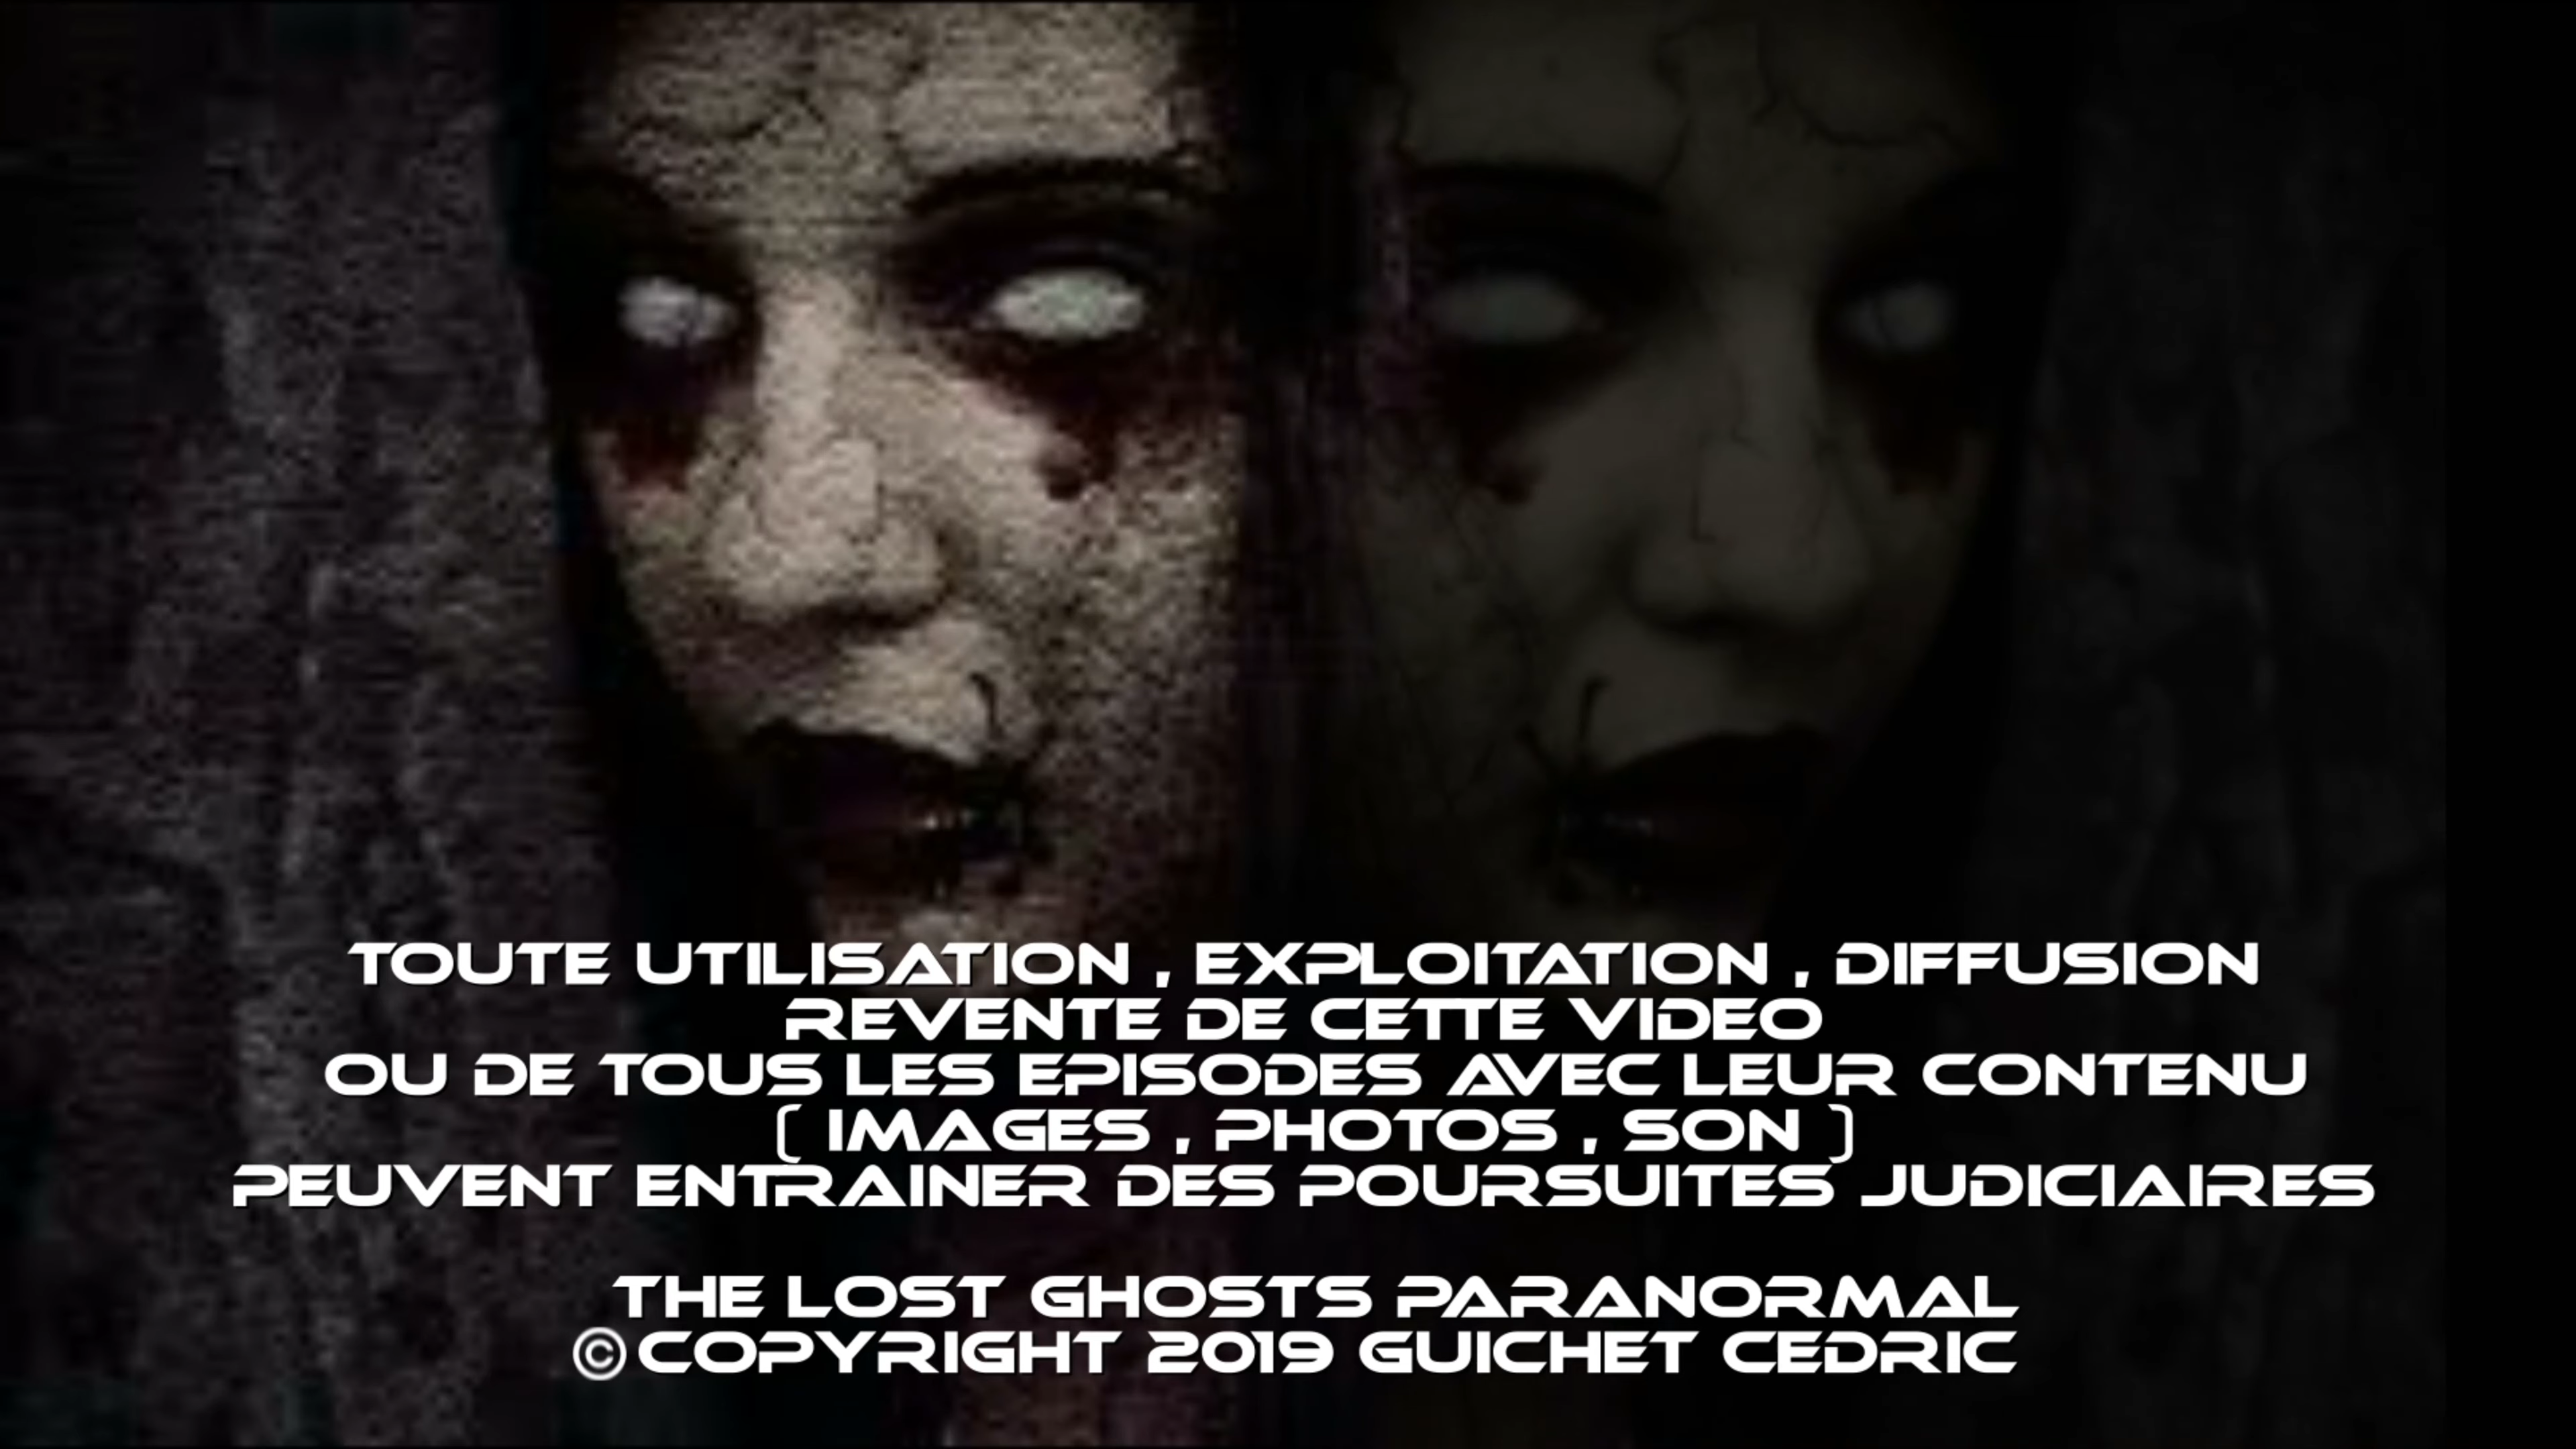 TOUTE UTILISATION , EXPLOITATION , DIFFUSION
REVENTE DE CETTE VIDEO
OU DE TOUS LES EPISODES AVEC LEUR CONTENU
( IMAGES , PHOTOS , SON )
PEUVENT ENTRAINER DES POURSUITES JUDICIAIRES
THE LOST GHOSTS PARANORMAL
©COPYRIGHT 2019 GUICHET CEDRIC